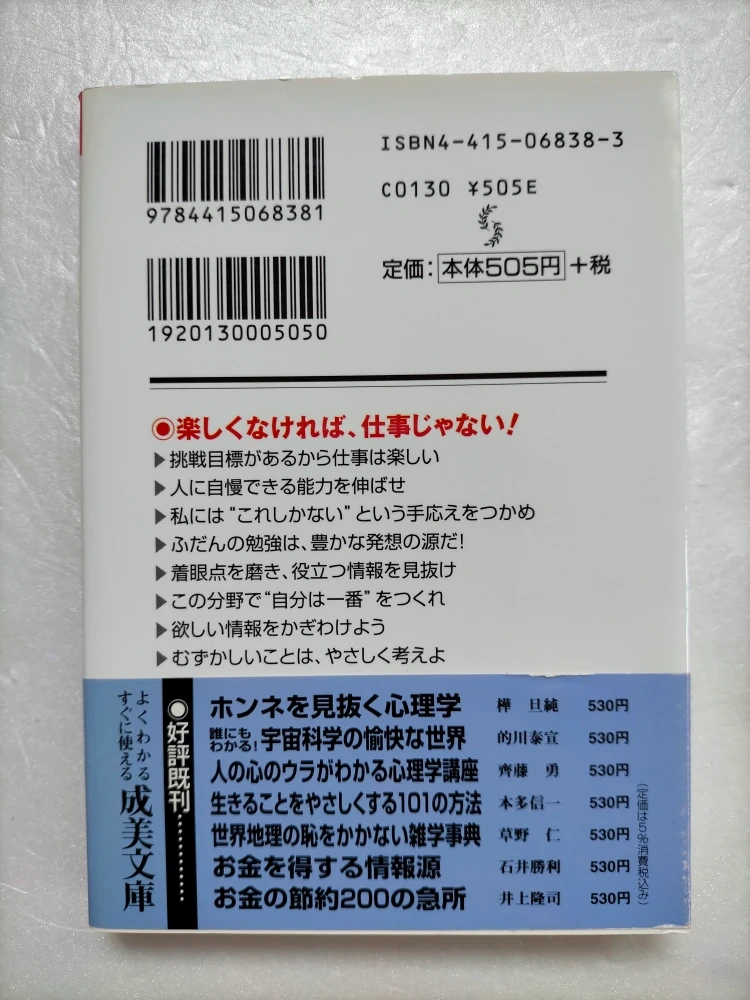 ISBN4-415-06838-3
9784415068381
C0130 ¥505E
定価：本体505円＋税
1920130005050
◉楽しくなければ、仕事じゃない！
▶挑戦目標があるから仕事は楽しい
▶人に自慢できる能力を伸ばせ
▶私には“これしかない”という手応えをつかめ
▶ふだんの勉強は、豊かな発想の源だ！
▶着眼点を磨き、役立つ情報を見抜け
▶この分野で“自分は一番”をつくれ
▶欲しい情報をかぎわけよう
▶むずかしいことは、やさしく考えよ
よくわかる
すぐに使える
成美文庫
◉好評既刊…………
ホンネを見抜く心理学 樺 旦純 530円
誰にもわかる！宇宙科学の愉快な世界 的川泰宣 530円
人の心のウラがわかる心理学講座 齊藤 勇 530円
生きることをやさしくする101の方法 本多信一 530円
世界地理の恥をかかない雑学事典 草野 仁 530円
お金を得する情報源 石井勝利 530円
お金の節約200の急所 井上隆司 530円
（定価は5％消費税込み）